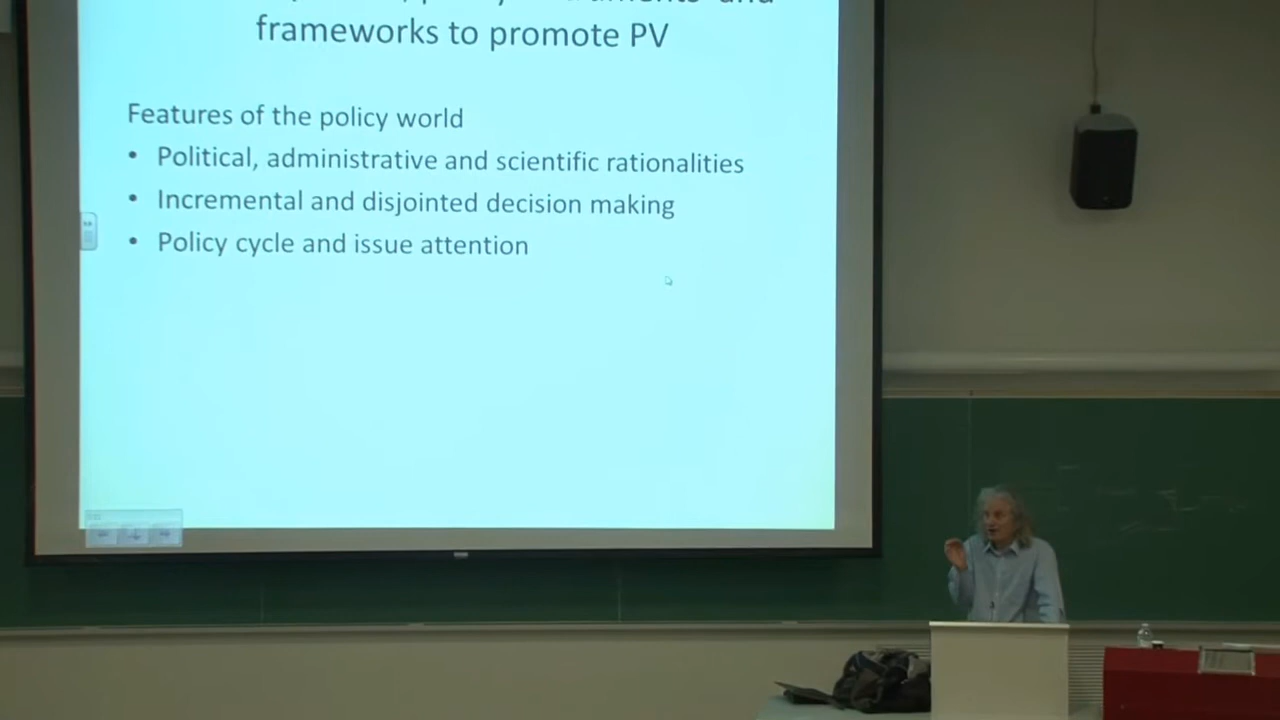 frameworks to promote PV
Features of the policy world
• Political, administrative and scientific rationalities
• Incremental and disjointed decision making
• Policy cycle and issue attention